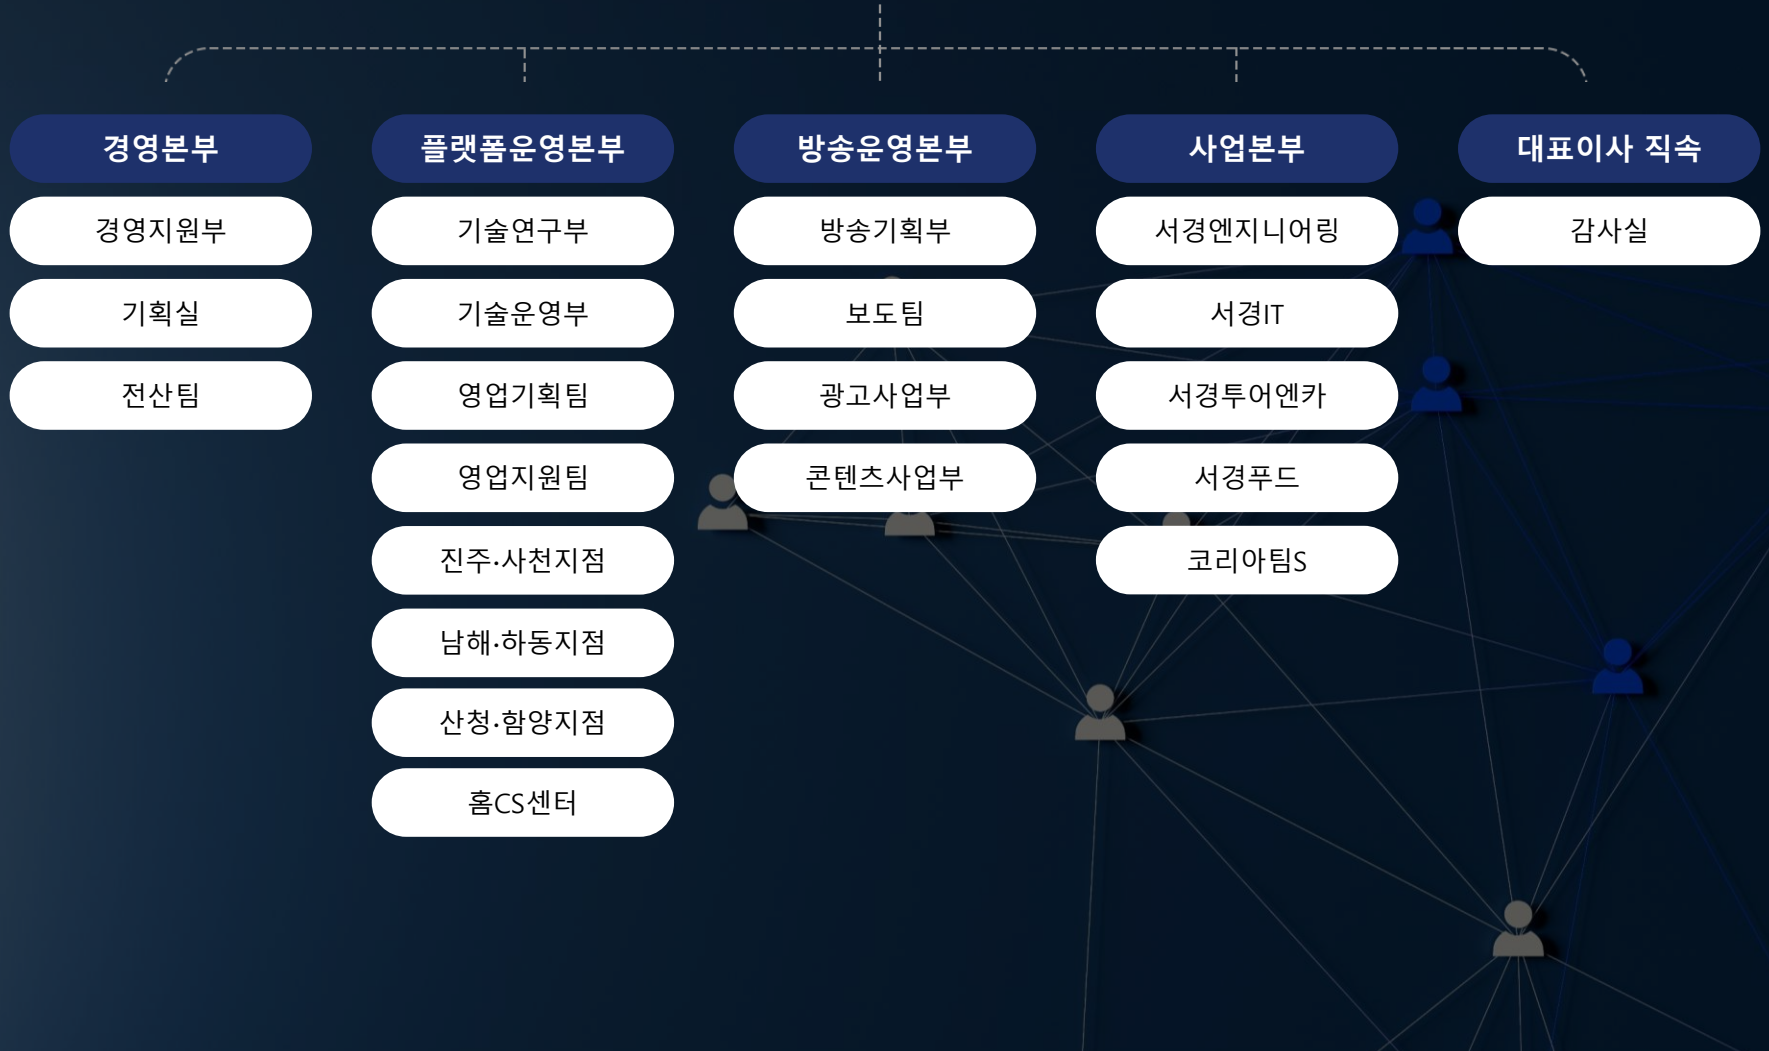 경영본부
경영지원부
기획실
전산팀
플랫폼운영본부
기술연구부
기술운영부
영업기획팀
영업지원팀
진주·사천지점
남해·하동지점
산청·함양지점
홈CS센터
방송운영본부
방송기획부
보도팀
광고사업부
콘텐츠사업부
사업본부
서경엔지니어링
서경IT
서경투어엔카
서경푸드
코리아팀S
대표이사 직속
감사실